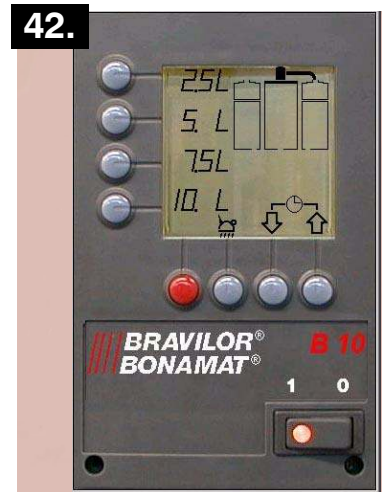 42.
2.5L
5. L
7.5L
10. L
BRAVILOR®
BONAMAT®
B 10
1 0